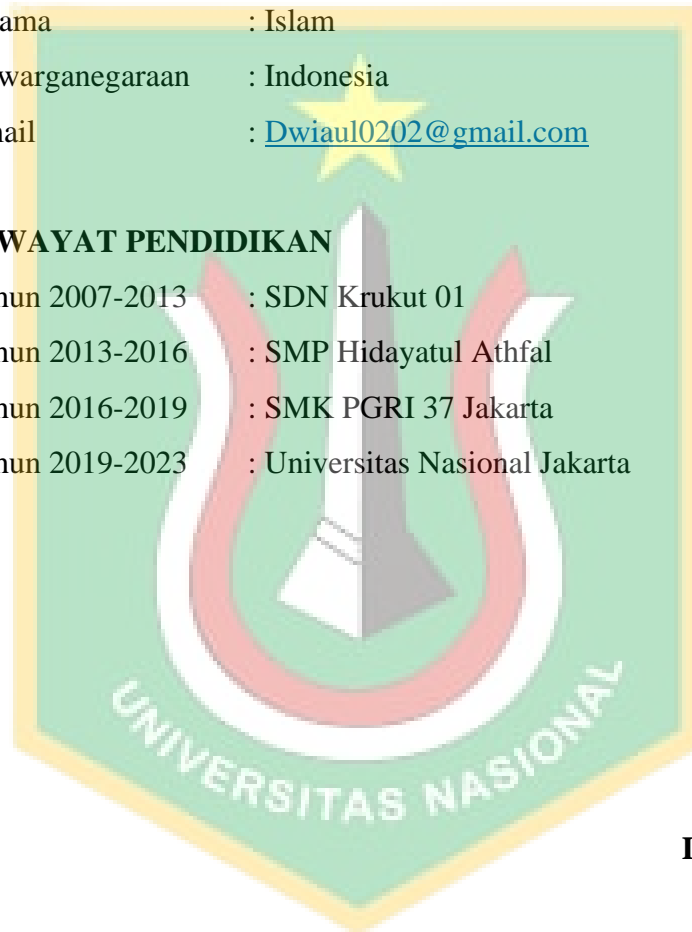 ama : Islam
warganegaraan : Indonesia
ail : Dwiaul0202@gmail.com
WAYAT PENDIDIKAN
hun 2007-2013 : SDN Krukut 01
hun 2013-2016 : SMP Hidayatul Athfal
hun 2016-2019 : SMK PGRI 37 Jakarta
hun 2019-2023 : Universitas Nasional Jakarta
UNIVERSITAS NASIONAL